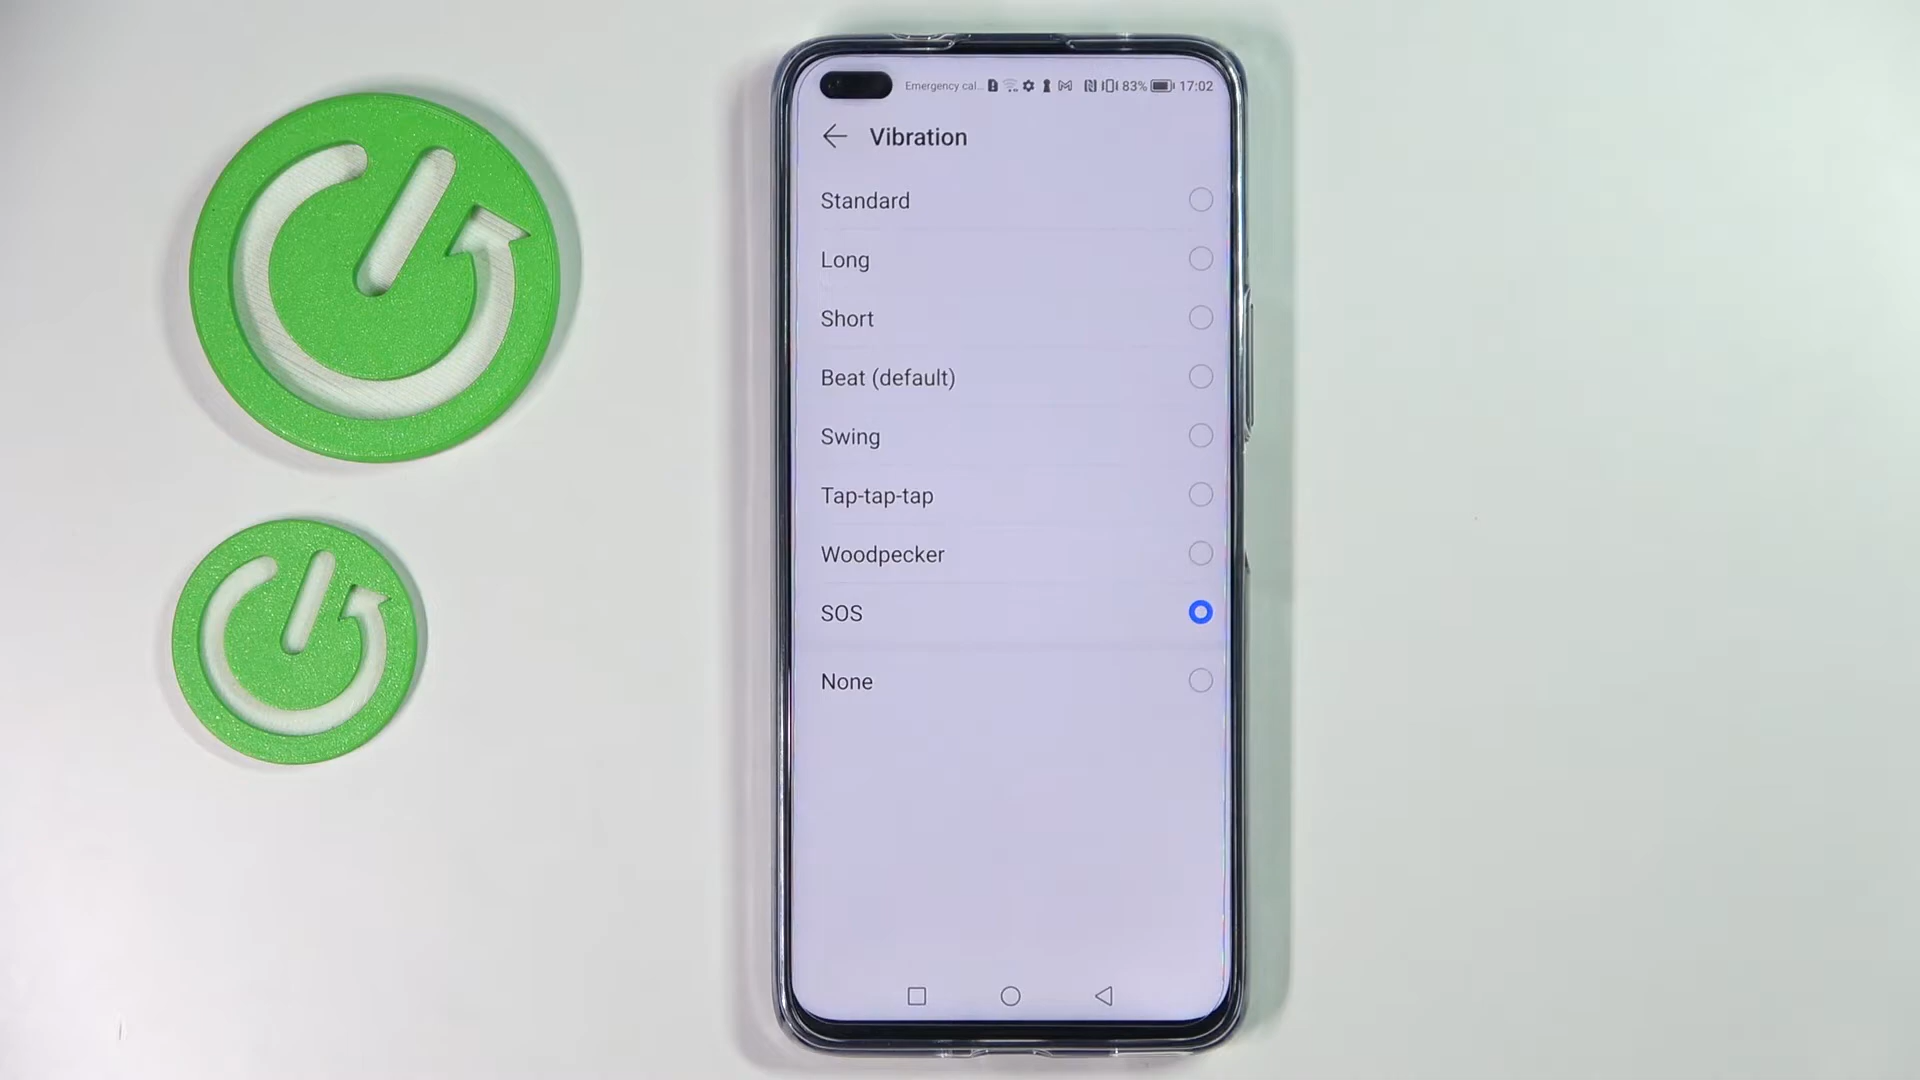 Emergency cal... 83% 17:02
Vibration
Standard
Long
Short
Beat (default)
Swing
Tap-tap-tap
Woodpecker
SOS
None